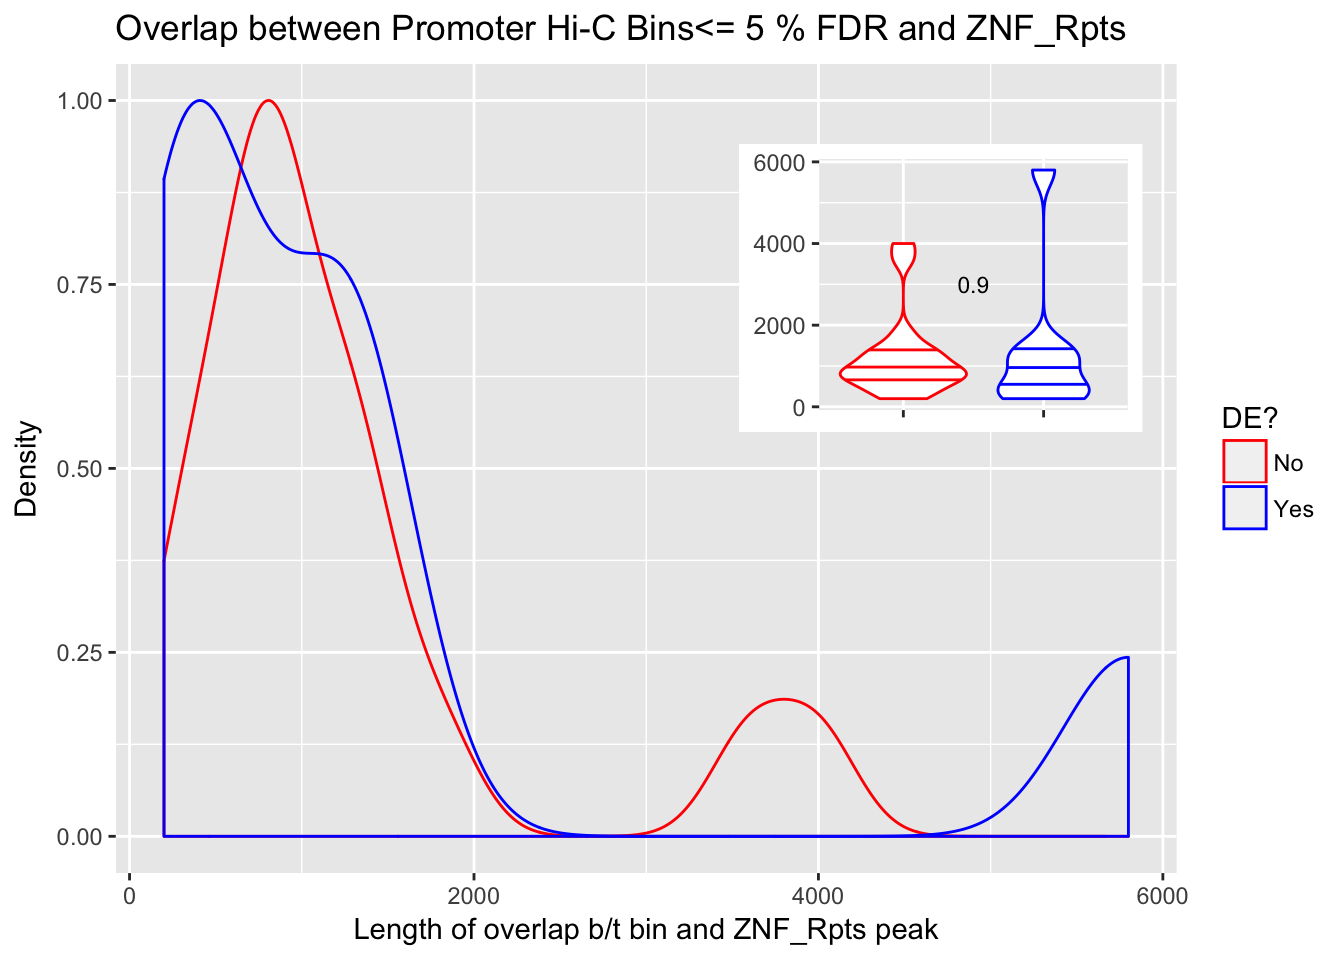 Overlap between Promoter Hi-C Bins<= 5 % FDR and ZNF_Rpts
Density
1.00
0.75
0.50
0.25
0.00
0
2000
4000
6000
Length of overlap b/t bin and ZNF_Rpts peak
6000
4000
2000
0
0.9
DE?
No
Yes